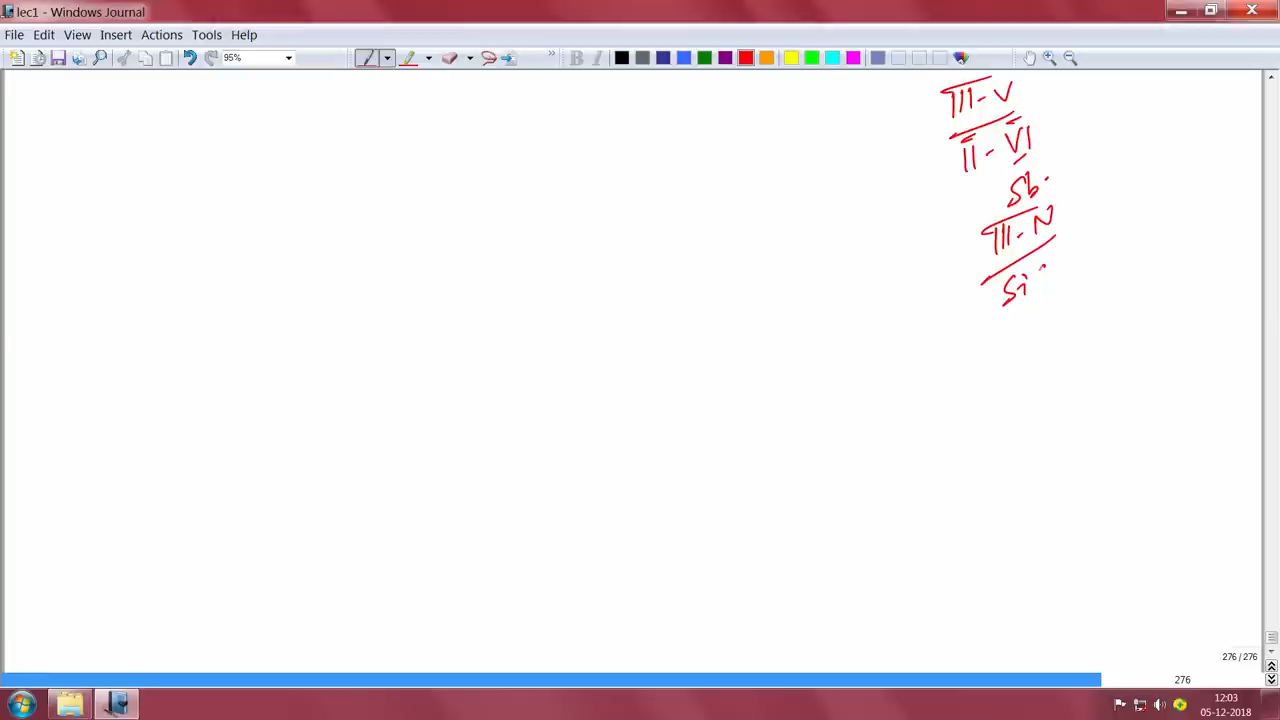 lec1 - Windows Journal
File Edit View Insert Actions Tools Help
95%
B I
III-V
II-VI
Sb
III-N
Si
276 / 276
276
12:03
05-12-2018